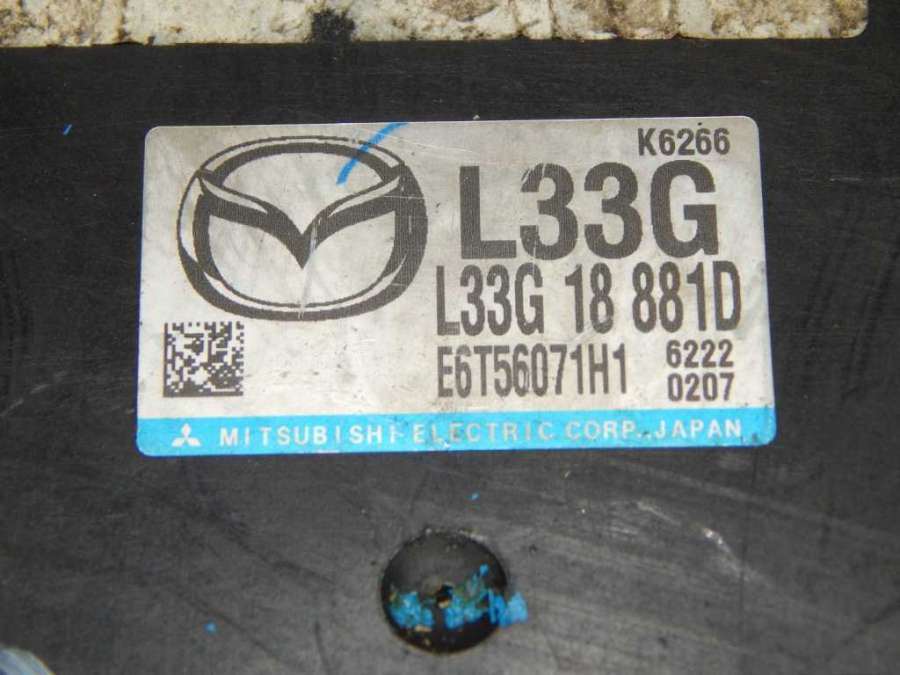 K6266
L33G
L33G 18 881D
E6T56071H1 6222
0207
MITSUBISHI ELECTRIC CORP. JAPAN